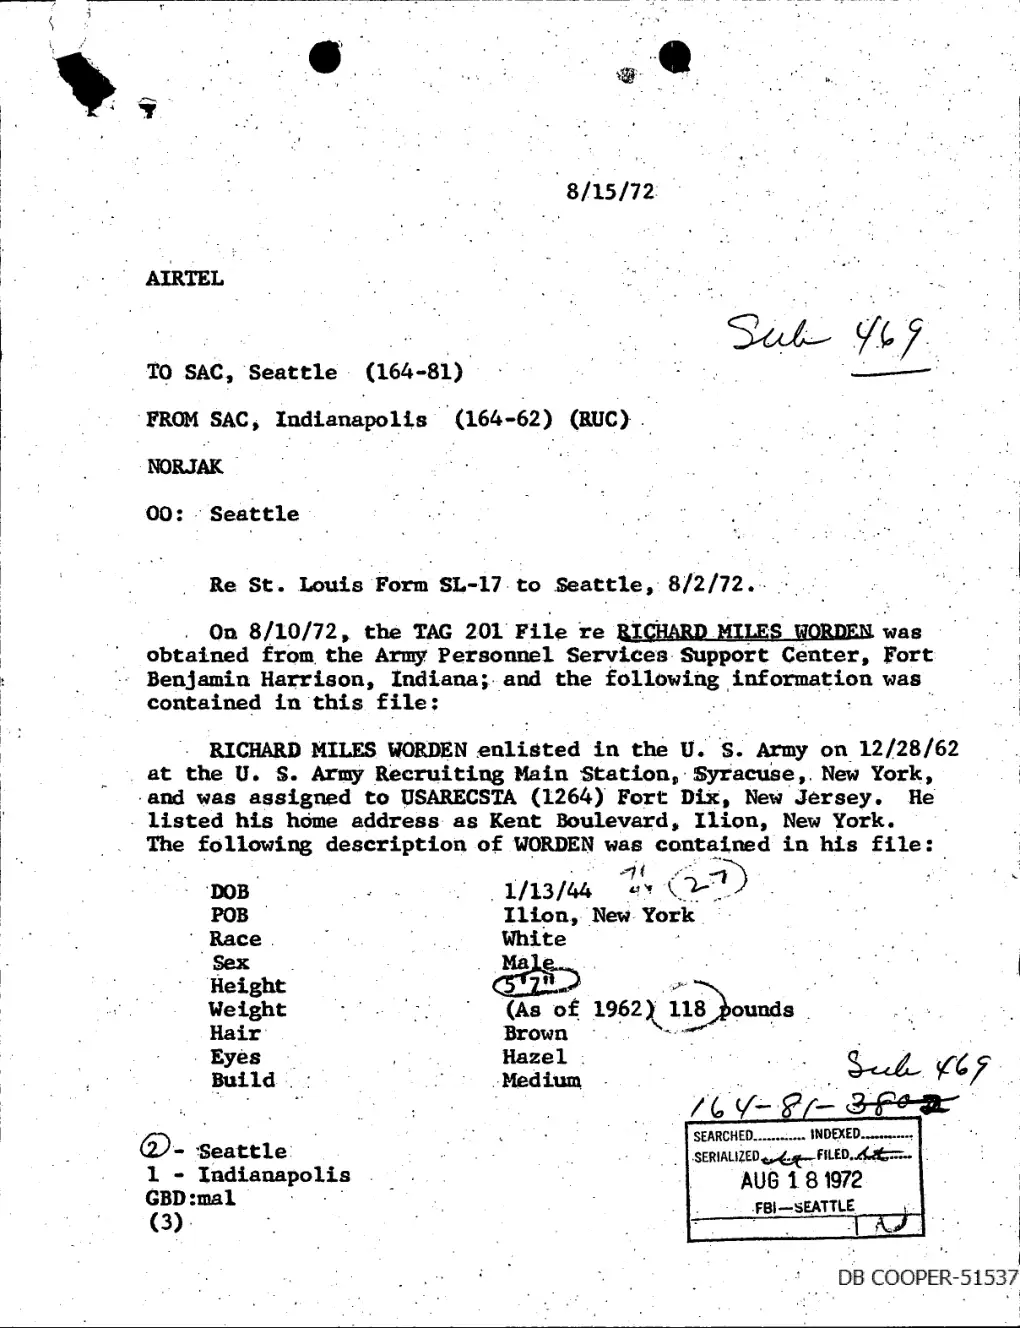 8/15/72
AIRTEL
Sub 469
TO SAC, Seattle (164-81)
FROM SAC, Indianapolis (164-62) (RUC)
NORJAK
OO: Seattle
Re St. Louis Form SL-17 to Seattle, 8/2/72.
On 8/10/72, the TAG 201 File re RICHARD MILES WORDEN was
obtained from the Army Personnel Services Support Center, Fort
Benjamin Harrison, Indiana; and the following information was
contained in this file:
RICHARD MILES WORDEN enlisted in the U. S. Army on 12/28/62
at the U. S. Army Recruiting Main Station, Syracuse, New York,
and was assigned to USARECSTA (1264) Fort Dix, New Jersey. He
listed his home address as Kent Boulevard, Ilion, New York.
The following description of WORDEN was contained in his file:
71
DOB 1/13/44 44 27
POB Ilion, New York
Race White
Sex Male
Height 5'7"
Weight (As of 1962) 118 pounds
Hair Brown
Eyes Hazel
Build Medium
Sub 469
164-81-3802
2 - Seattle
1 - Indianapolis
GBD:mal
(3)
SEARCHED............ INDEXED............
SERIALIZED FILED
AUG 18 1972
FBI—SEATTLE
DB COOPER-51537